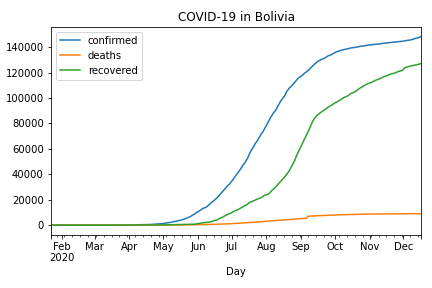 COVID-19 in Bolivia
confirmed
deaths
recovered
140000
120000
100000
80000
60000
40000
20000
0
Feb Mar Apr May Jun Jul Aug Sep Oct Nov Dec
2020
Day